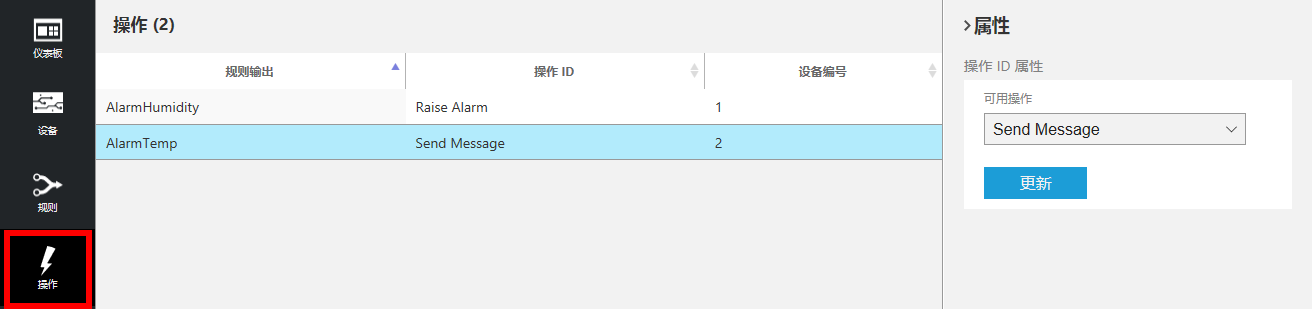 仪表板
设备
规则
操作
操作 (2)
规则输出 操作 ID 设备编号
AlarmHumidity Raise Alarm 1
AlarmTemp Send Message 2
属性
操作 ID 属性
可用操作
Send Message
更新